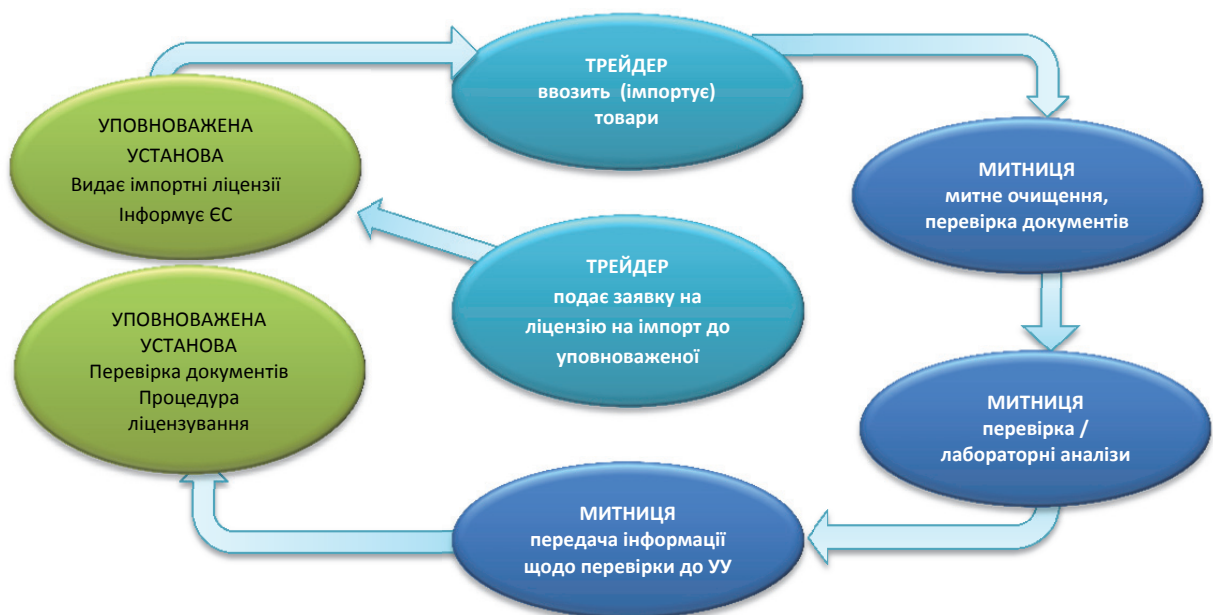 ТРЕЙДЕР
ввозить (імпортує)
товари
УПОВНОВАЖЕНА
УСТАНОВА
Видає імпортні ліцензії
Інформує ЄС
МИТНИЦЯ
митне очищення,
перевірка документів
ТРЕЙДЕР
подає заявку на
ліцензію на імпорт до
уповноваженої
УПОВНОВАЖЕНА
УСТАНОВА
Перевірка документів
Процедура
ліцензування
МИТНИЦЯ
перевірка /
лабораторні аналізи
МИТНИЦЯ
передача інформації
щодо перевірки до УУ